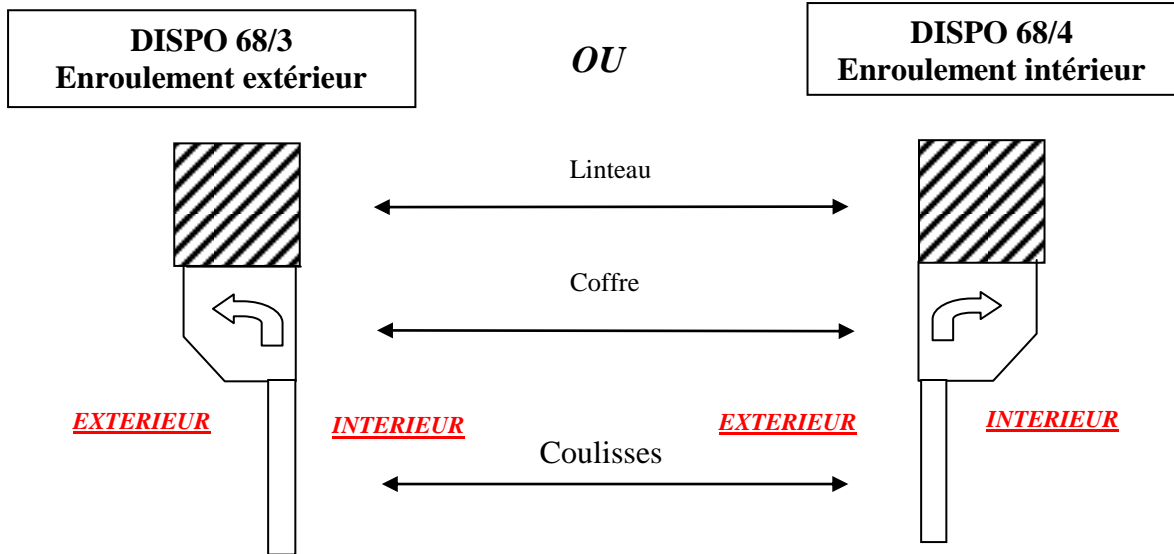 DISPO 68/3
Enroulement extérieur
OU
DISPO 68/4
Enroulement intérieur
Linteau
Coffre
EXTERIEUR
INTERIEUR
EXTERIEUR
INTERIEUR
Coulisses